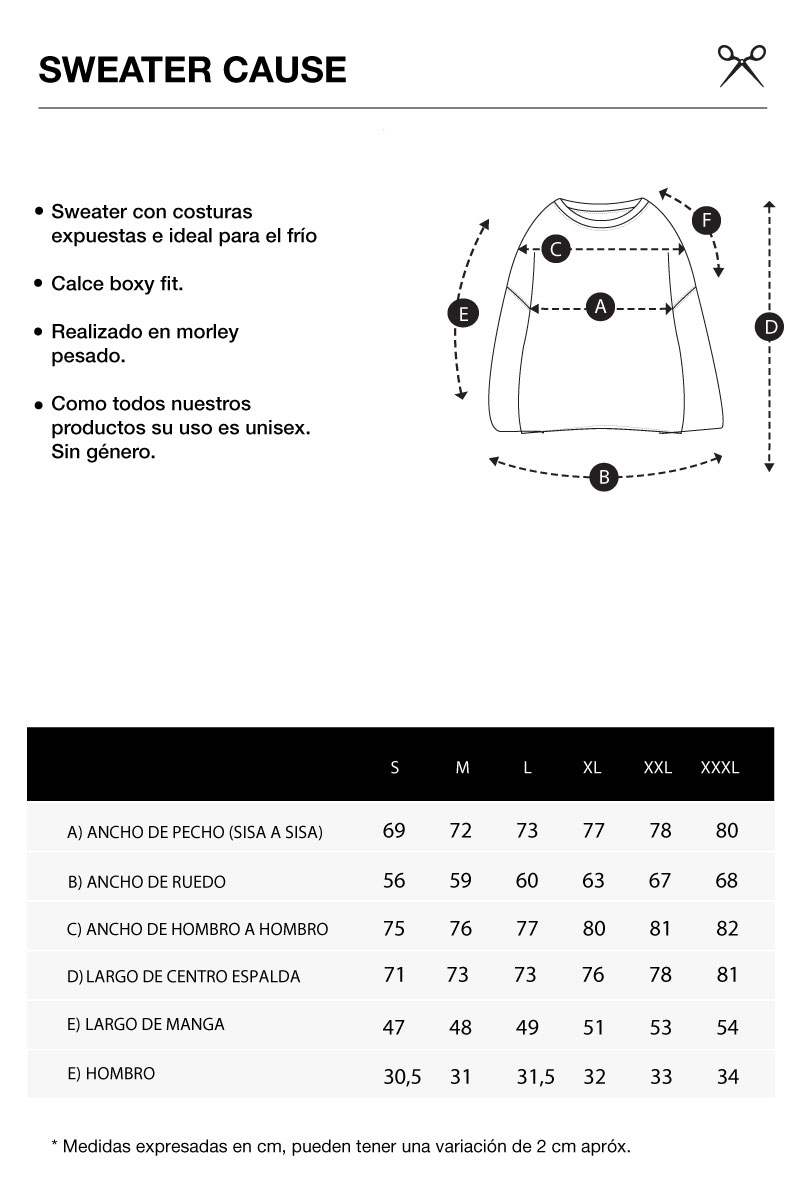 SWEATER CAUSE
• Sweater con costuras
expuestas e ideal para el frío
• Calce boxy fit.
• Realizado en morley
pesado.
• Como todos nuestros
productos su uso es unisex.
Sin género.
F
C
A
E
D
B
S M L XL XXL XXXL
A) ANCHO DE PECHO (SISA A SISA) 69 72 73 77 78 80
B) ANCHO DE RUEDO 56 59 60 63 67 68
C) ANCHO DE HOMBRO A HOMBRO 75 76 77 80 81 82
D) LARGO DE CENTRO ESPALDA 71 73 73 76 78 81
E) LARGO DE MANGA 47 48 49 51 53 54
E) HOMBRO 30,5 31 31,5 32 33 34
* Medidas expresadas en cm, pueden tener una variación de 2 cm apróx.